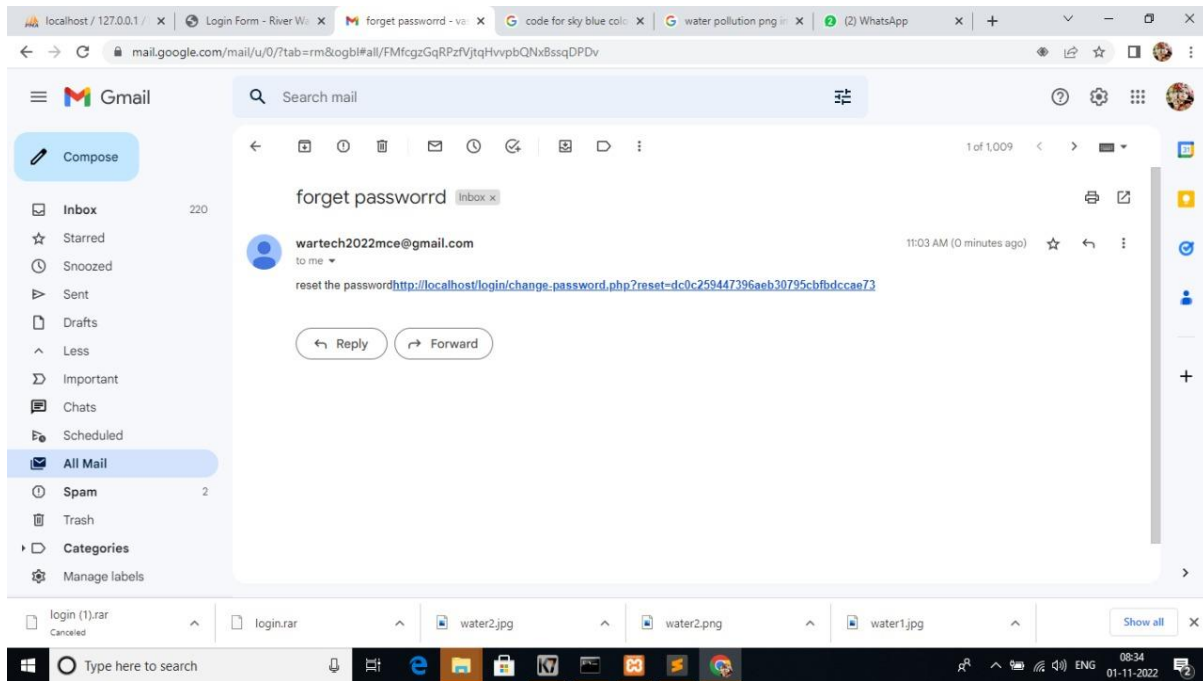 localhost / 127.0.0.1 /
Login Form - River Wa
forget passworrd - va
code for sky blue colo
water pollution png im
(2) WhatsApp
mail.google.com/mail/u/0/?tab=rm&ogbl#all/FMfcgzGqRPzfVjtqHvvpbQNxBssqDPDv
Gmail
Search mail
Compose
1 of 1,009
Inbox 220
Starred
Snoozed
Sent
Drafts
Less
Important
Chats
Scheduled
All Mail
Spam 2
Trash
Categories
Manage labels
forget passworrd Inbox x
wartech2022mce@gmail.com 11:03 AM (0 minutes ago)
to me
reset the passwordhttp://localhost/login/change-password.php?reset=dc0c259447396aeb30795cbfbdccae73
Reply
Forward
31
login (1).rar
Canceled
login.rar
water2.jpg
water2.png
water1.jpg
Show all
Type here to search
ENG
08:34
01-11-2022
2